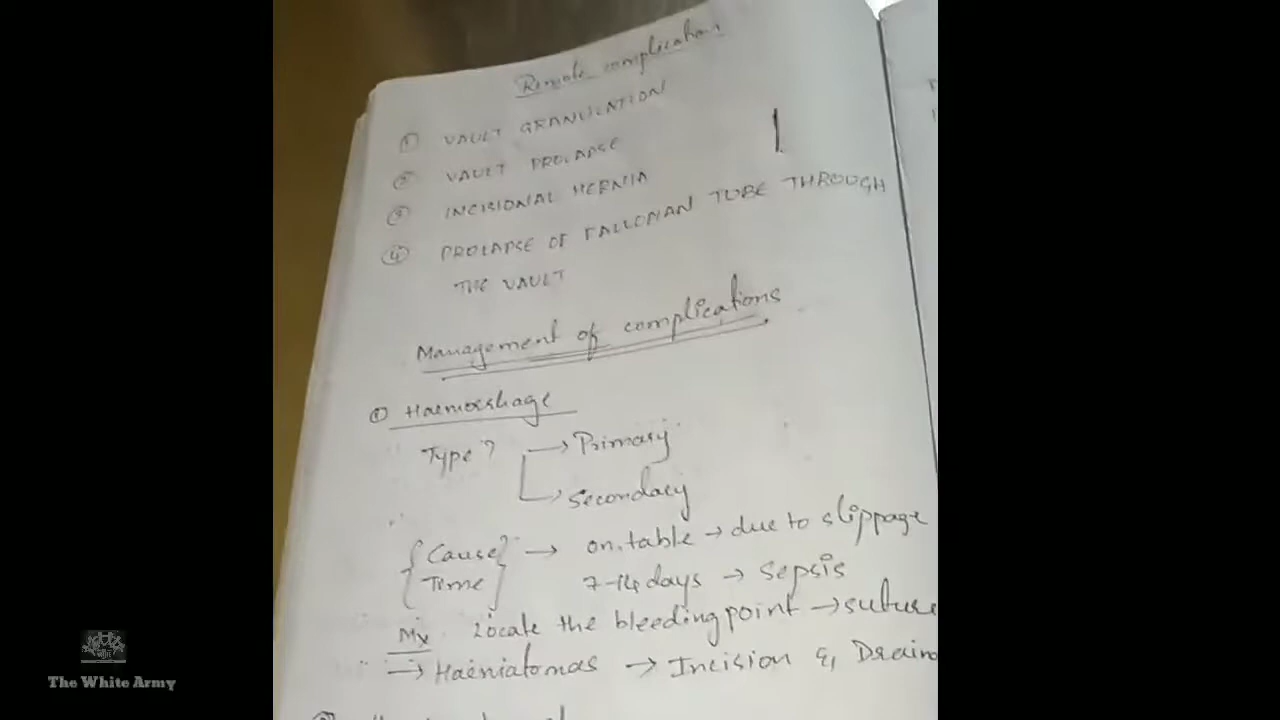 Remote complications
① VAULT GRANULATION
② VAULT PROLAPSE
③ INCISIONAL HERNIA
④ PROLAPSE OF FALLOPIAN TUBE THROUGH
THE VAULT
Management of complications
① Haemorrhage
Type? → Primary
→ Secondary
{Cause? → on table → due to slippage
Time} 7-14 days → Sepsis
Mx Locate the bleeding point → suture
→ Haematomas → Incision & Drain
The White Army